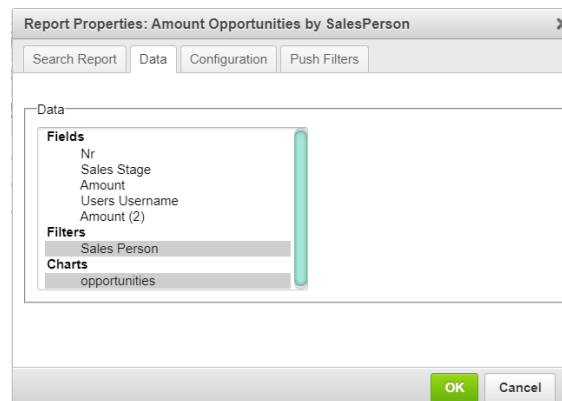 Report Properties: Amount Opportunities by SalesPerson
Search Report
Data
Configuration
Push Filters
Data
Fields
Nr
Sales Stage
Amount
Users Username
Amount (2)
Filters
Sales Person
Charts
opportunities
OK
Cancel